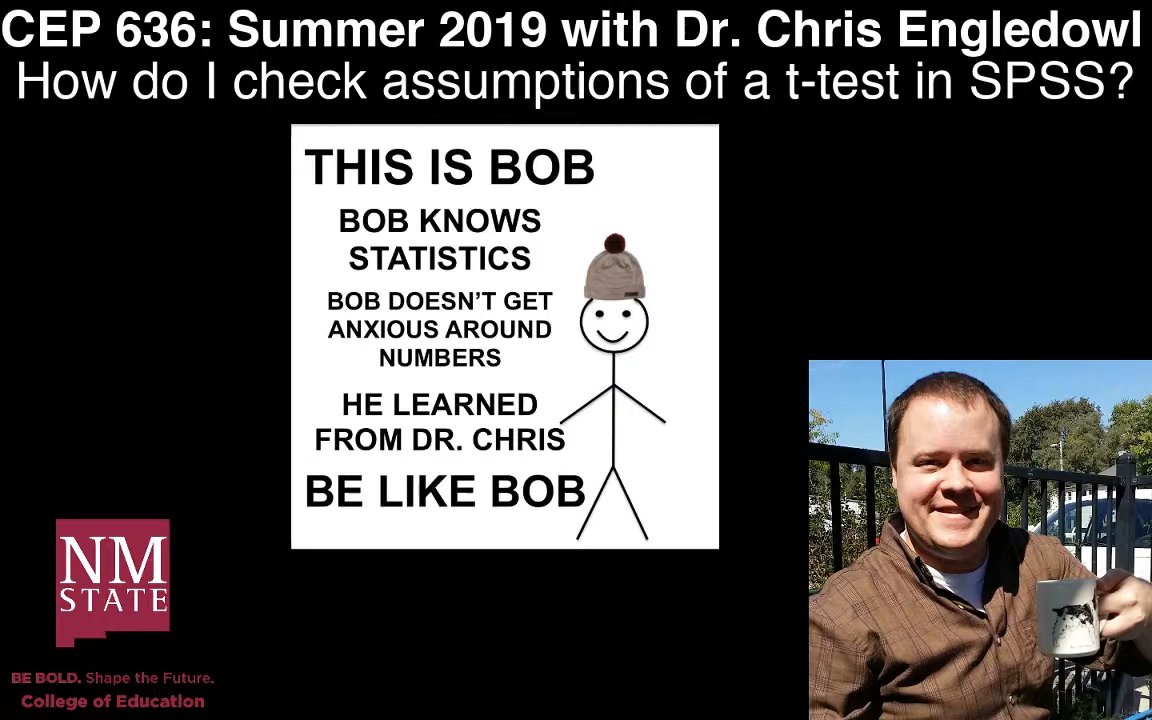 CEP 636: Summer 2019 with Dr. Chris Engledowl
How do I check assumptions of a t-test in SPSS?
THIS IS BOB
BOB KNOWS
STATISTICS
BOB DOESN'T GET
ANXIOUS AROUND
NUMBERS
HE LEARNED
FROM DR. CHRIS
BE LIKE BOB
NM
STATE
BE BOLD. Shape the Future.
College of Education